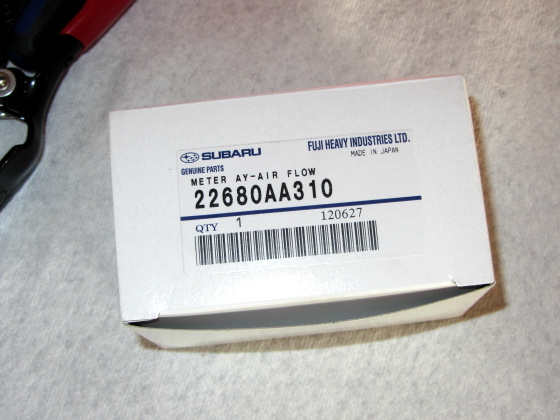 SUBARU
FUJI HEAVY INDUSTRIES LTD.
MADE IN JAPAN
GENUINE PARTS
METER AY-AIR FLOW
22680AA310
QTY 1 120627